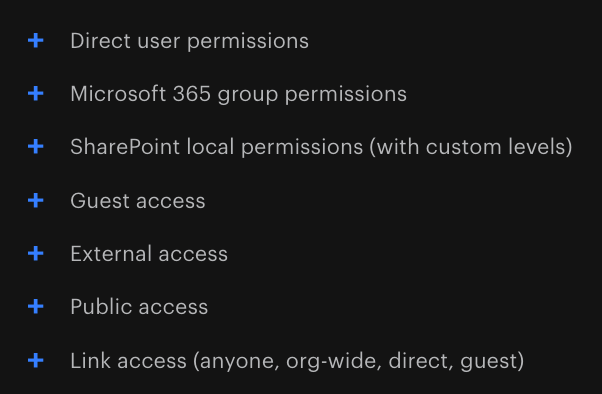 Direct user permissions
Microsoft 365 group permissions
SharePoint local permissions (with custom levels)
Guest access
External access
Public access
Link access (anyone, org-wide, direct, guest)